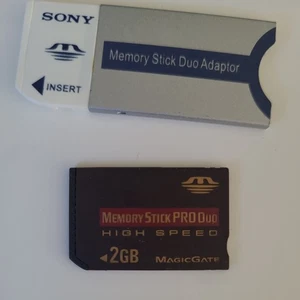 SONY
Memory Stick Duo Adaptor
INSERT
MEMORY STICK PRO DUO
HIGH SPEED
2GB MAGICGATE